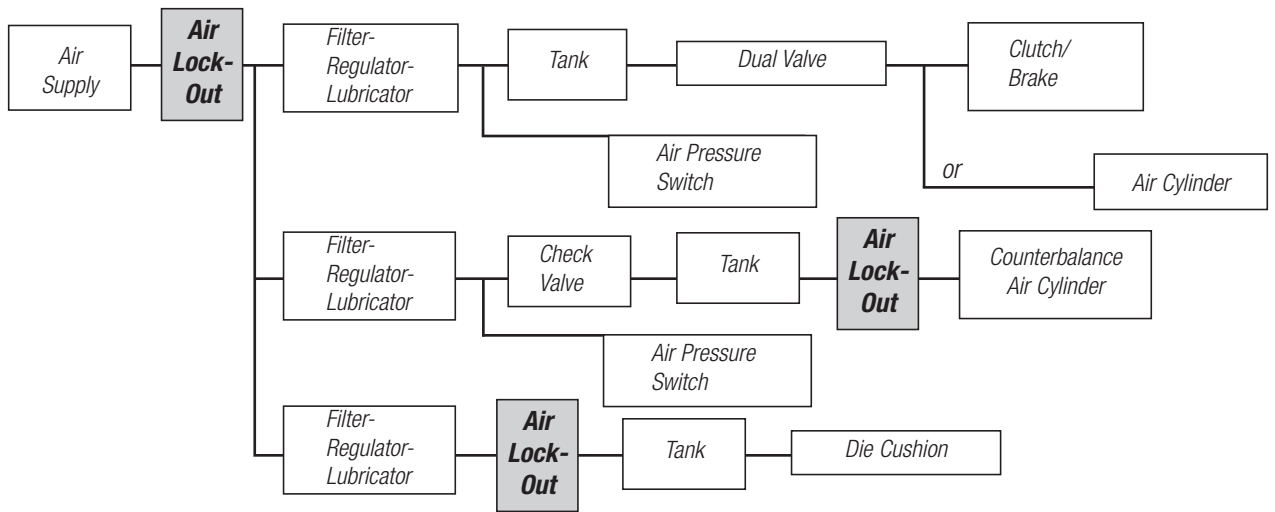 Air
Supply
Air
Lock-
Out
Filter-
Regulator-
Lubricator
Tank
Dual Valve
Clutch/
Brake
Air Pressure
Switch
or
Air Cylinder
Filter-
Regulator-
Lubricator
Check
Valve
Tank
Air
Lock-
Out
Counterbalance
Air Cylinder
Air Pressure
Switch
Filter-
Regulator-
Lubricator
Air
Lock-
Out
Tank
Die Cushion